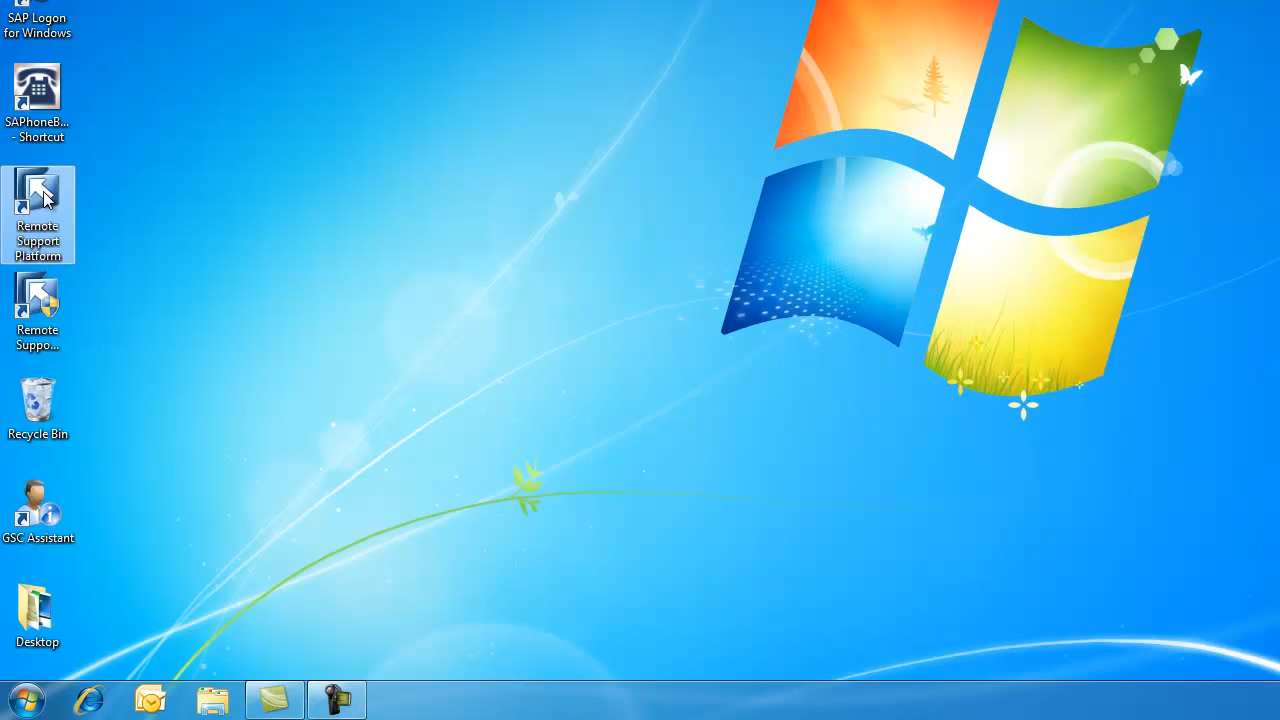 SAP Logon
for Windows
SAPhoneB...
- Shortcut
Remote
Support
Platform
Remote
Suppo...
Recycle Bin
GSC Assistant
Desktop